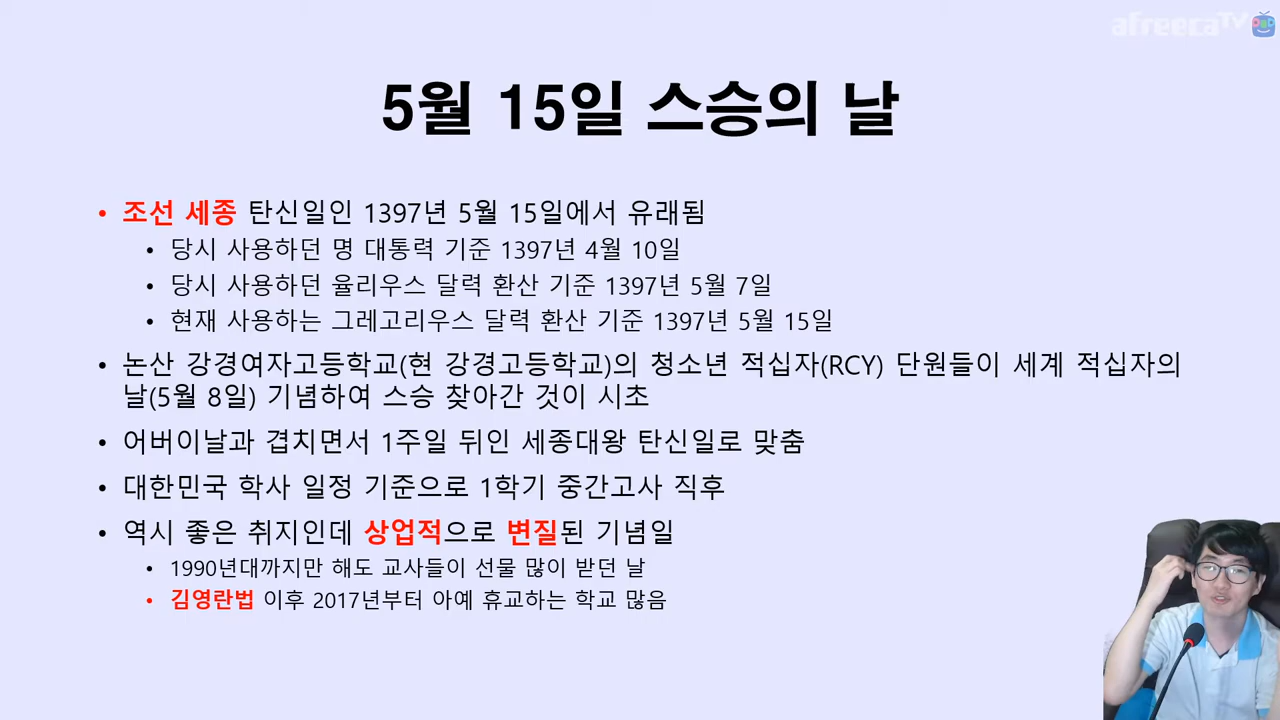 afreecaTV
5월 15일 스승의 날
• 조선 세종 탄신일인 1397년 5월 15일에서 유래됨
• 당시 사용하던 명 대통력 기준 1397년 4월 10일
• 당시 사용하던 율리우스 달력 환산 기준 1397년 5월 7일
• 현재 사용하는 그레고리우스 달력 환산 기준 1397년 5월 15일
• 논산 강경여자고등학교(현 강경고등학교)의 청소년 적십자(RCY) 단원들이 세계 적십자의
날(5월 8일) 기념하여 스승 찾아간 것이 시초
• 어버이날과 겹치면서 1주일 뒤인 세종대왕 탄신일로 맞춤
• 대한민국 학사 일정 기준으로 1학기 중간고사 직후
• 역시 좋은 취지인데 상업적으로 변질된 기념일
• 1990년대까지만 해도 교사들이 선물 많이 받던 날
• 김영란법 이후 2017년부터 아예 휴교하는 학교 많음